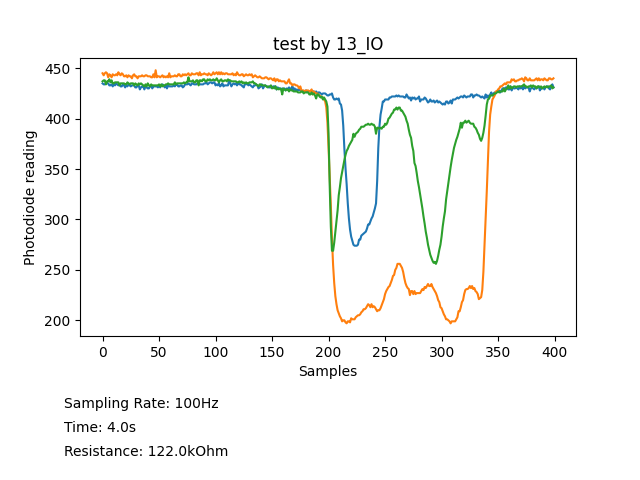 test by 13_IO
450
400
350
300
250
200
Photodiode reading
0 50 100 150 200 250 300 350 400
Samples
Sampling Rate: 100Hz
Time: 4.0s
Resistance: 122.0kOhm